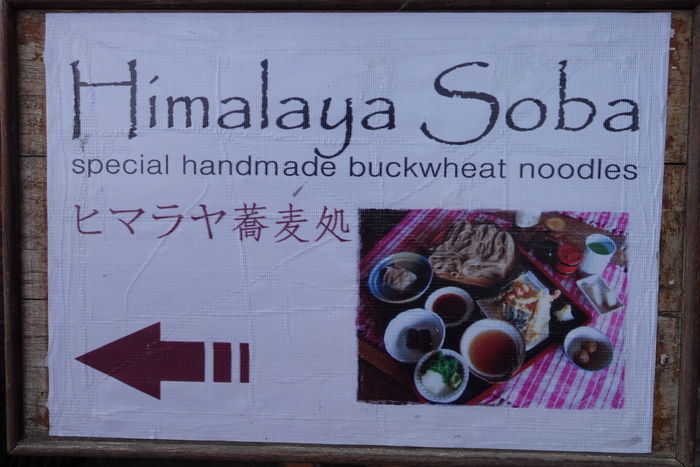 Himalaya Soba
special handmade buckwheat noodles
ヒマラヤ蕎麦処